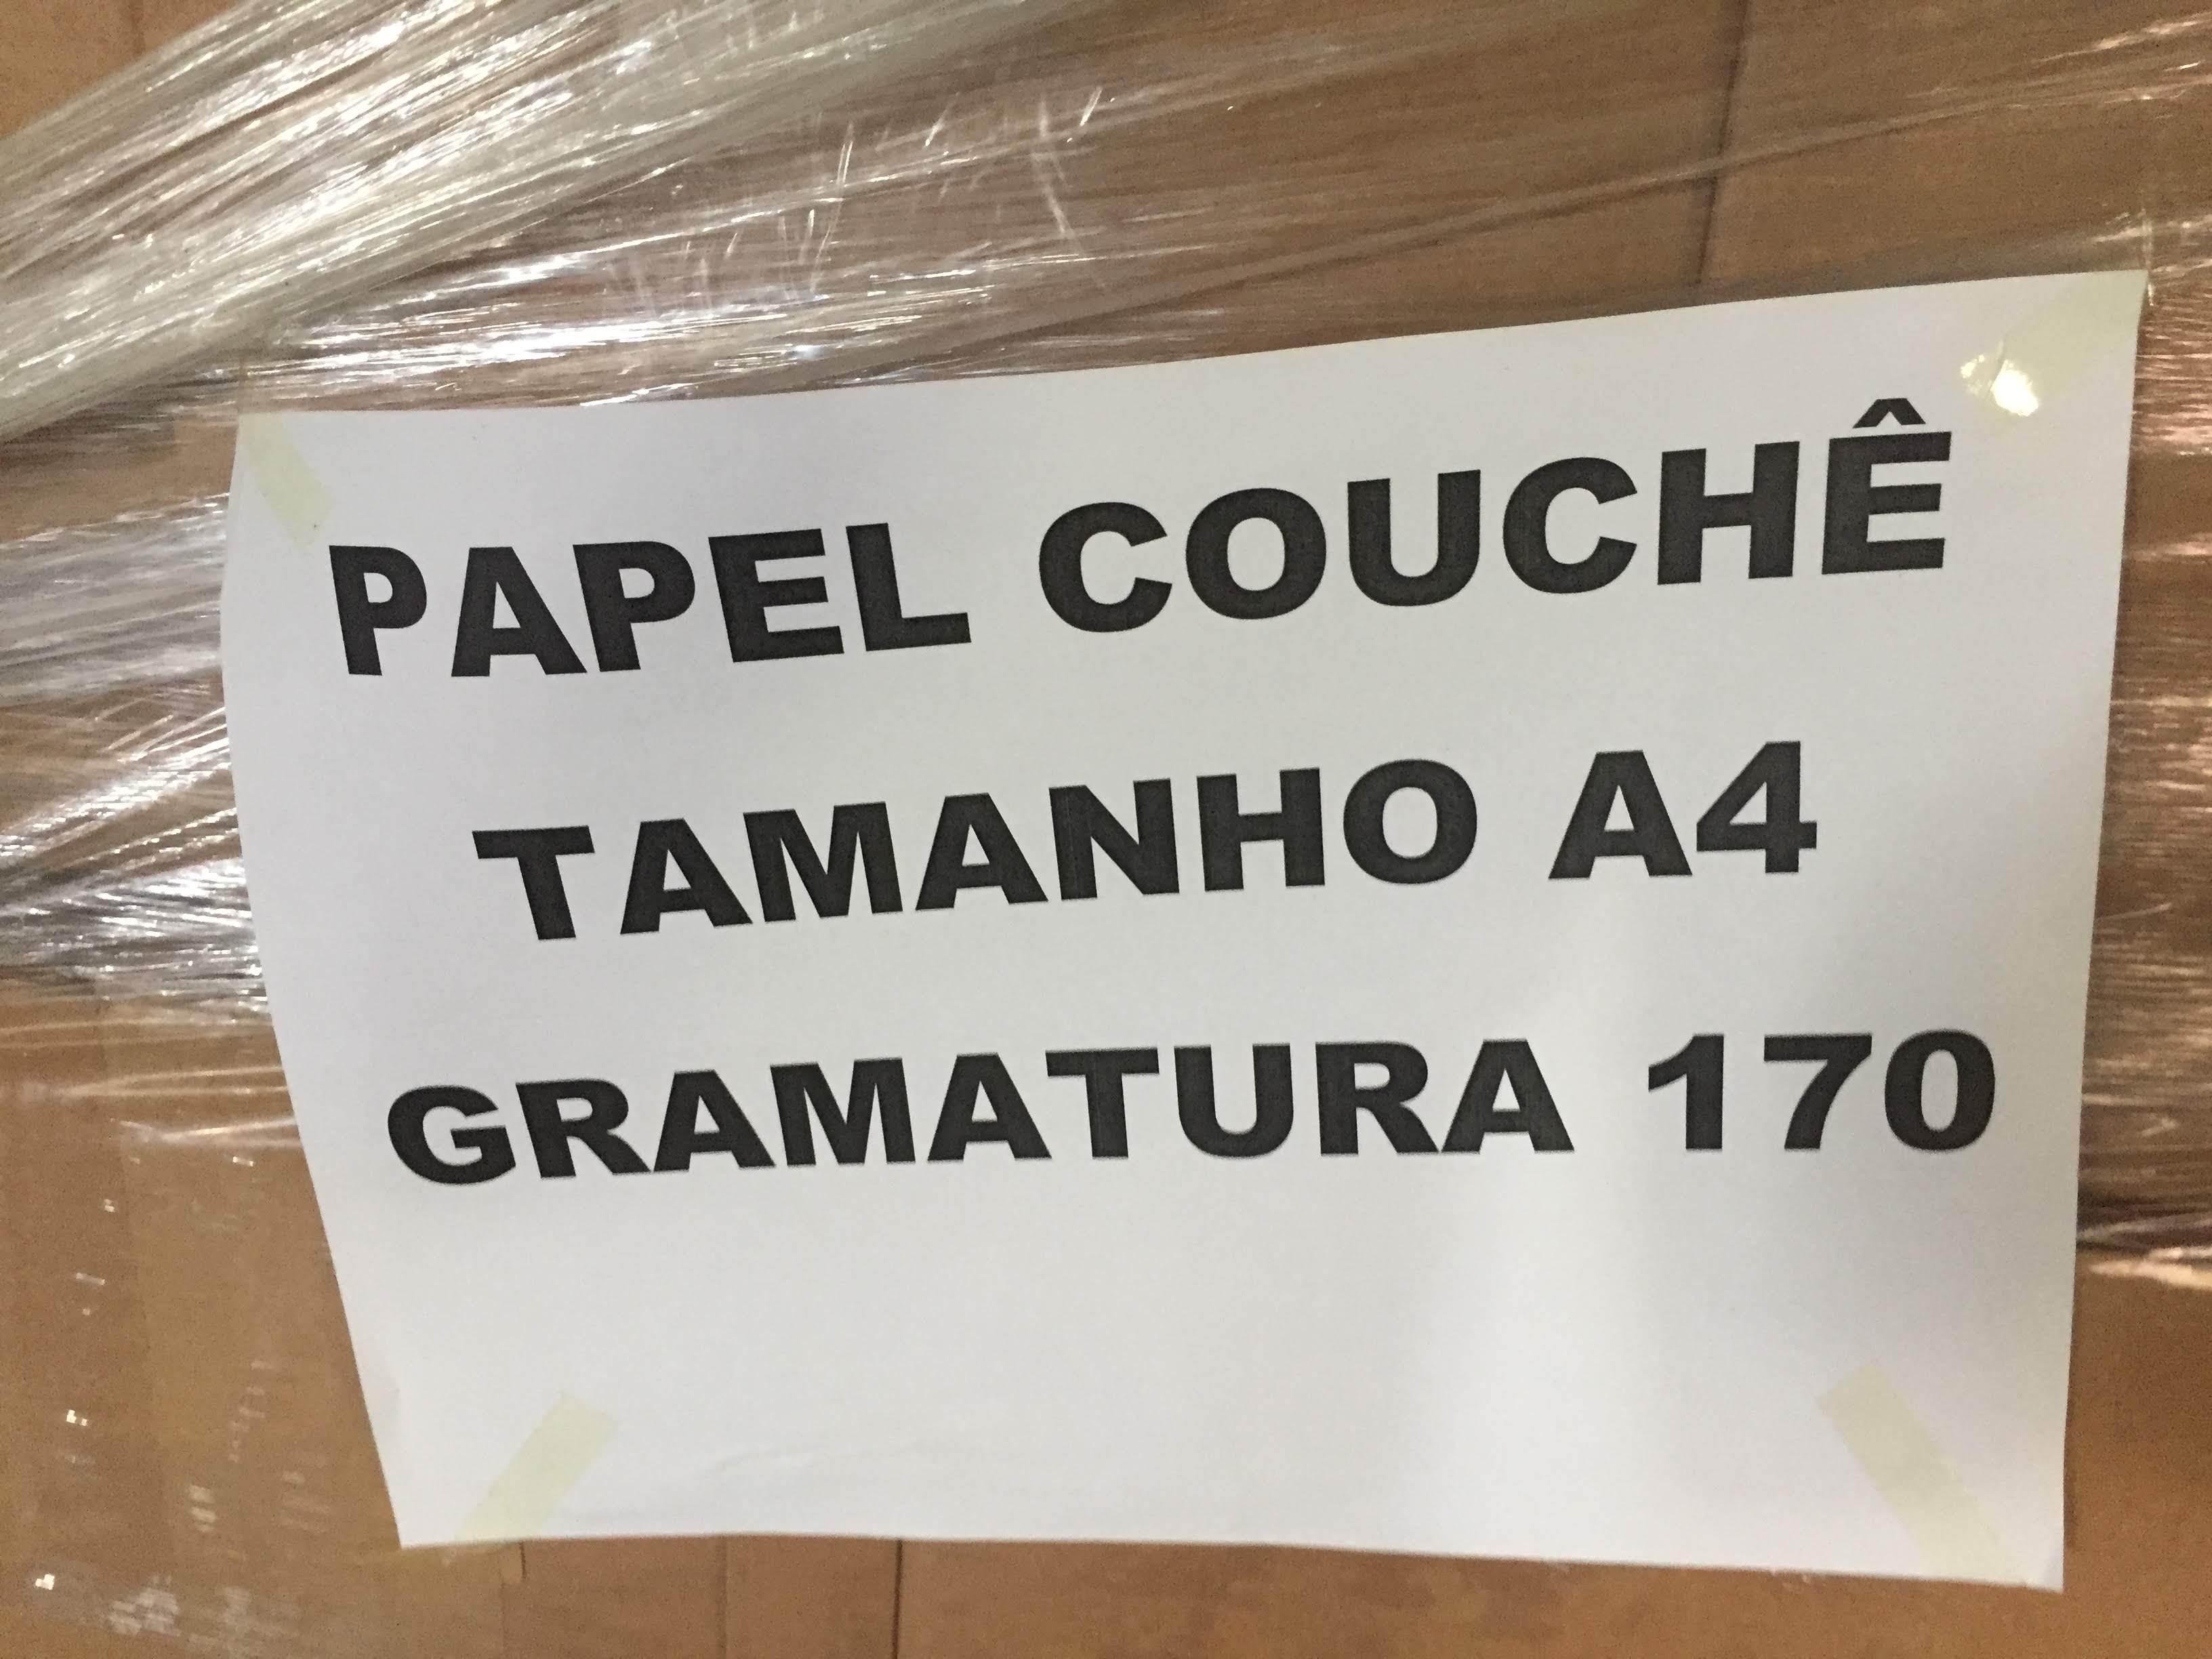 PAPEL COUCHÊ
TAMANHO A4
GRAMATURA 170